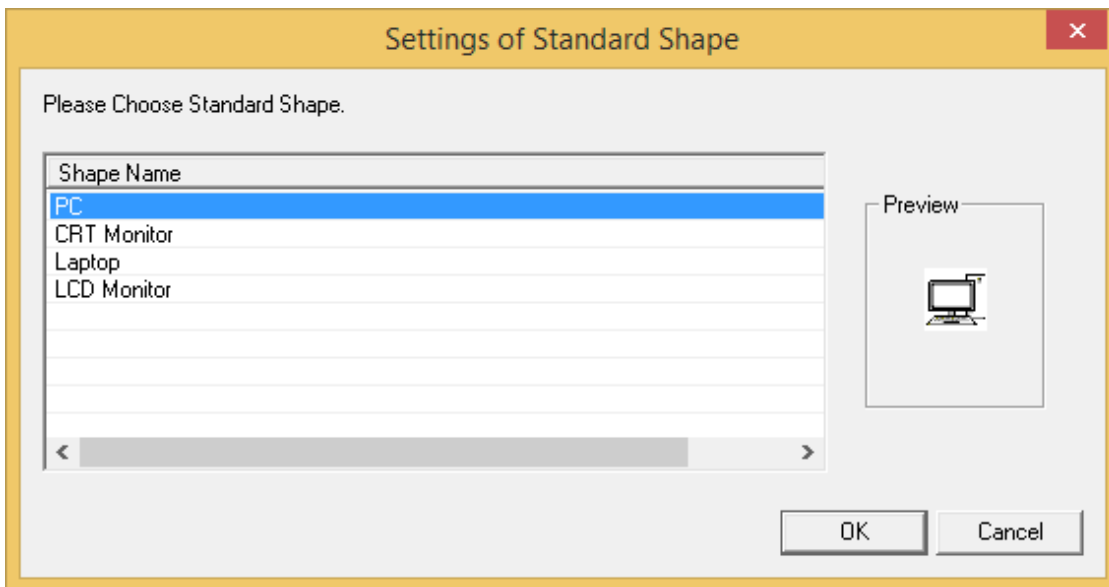 Settings of Standard Shape
Please Choose Standard Shape.
Shape Name
PC
CRT Monitor
Laptop
LCD Monitor
Preview
OK
Cancel